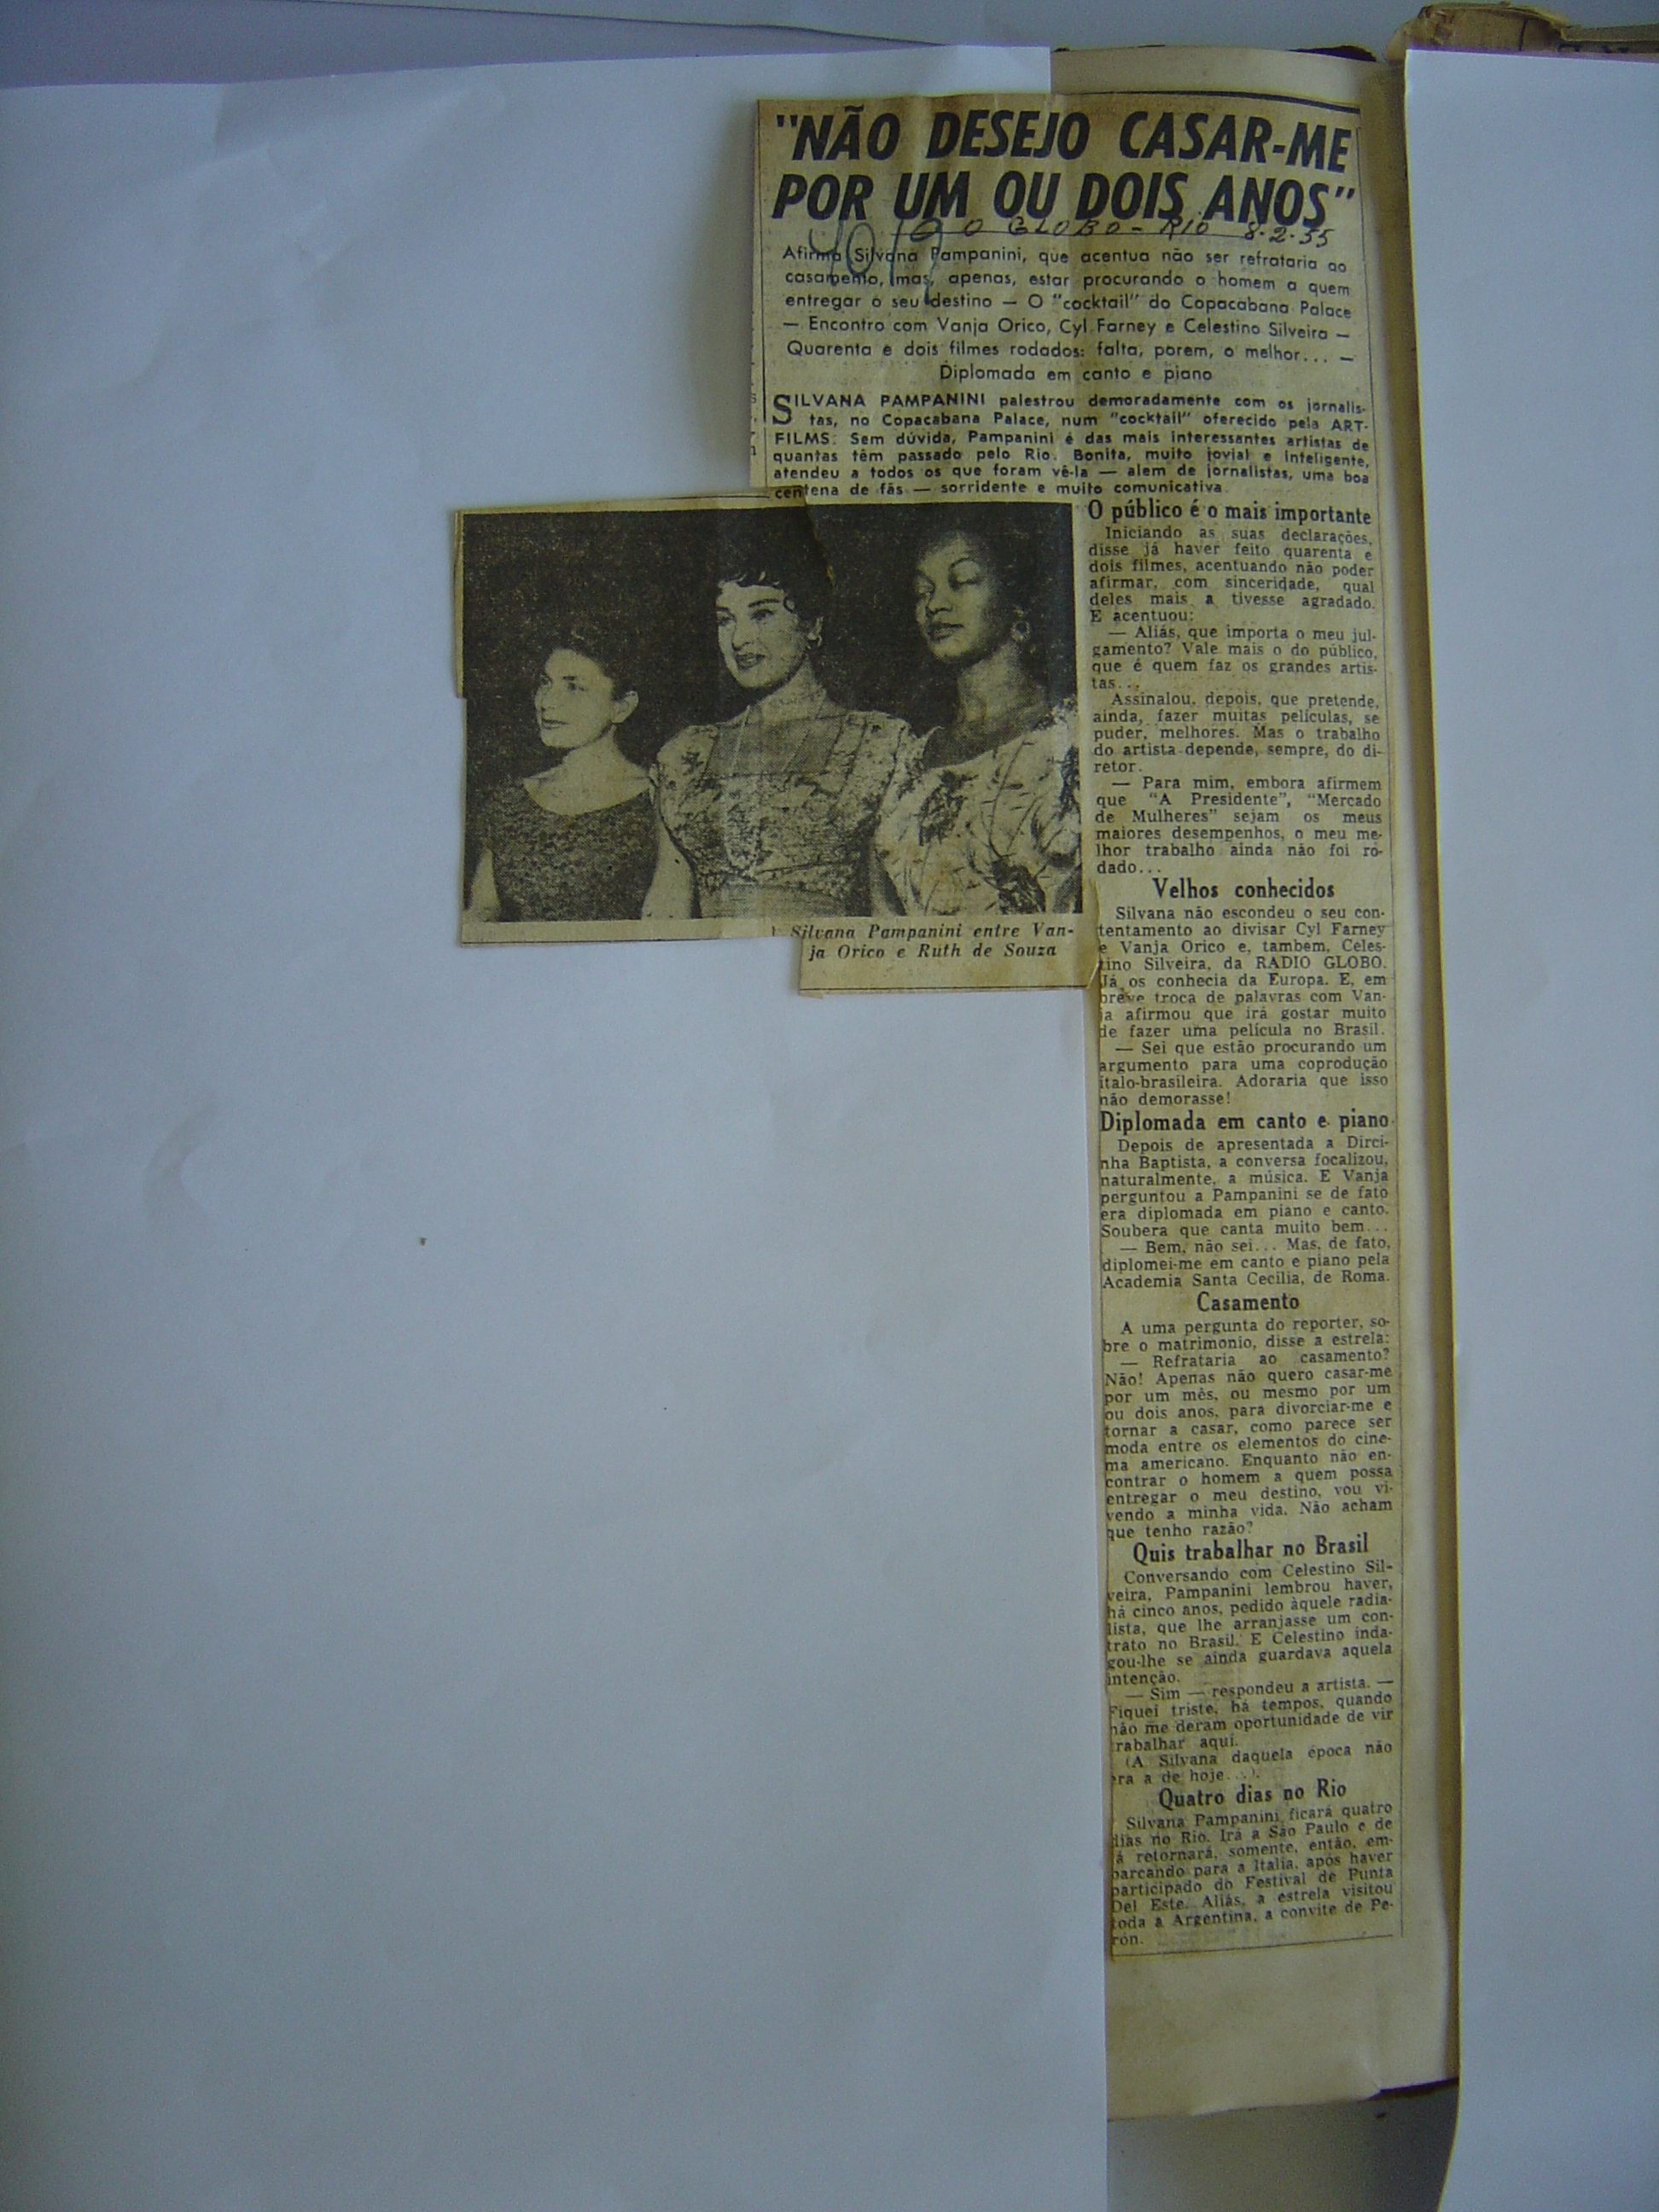 "NÃO DESEJO CASAR-ME
POR UM OU DOIS ANOS"
O GLOBO - RIO 8-2-55
Afirma Silvana Pampanini, que acentua não ser refrataria ao
casamento, mas, apenas, estar procurando o homem a quem
entregar o seu destino — O "cocktail" do Copacabana Palace
— Encontro com Vanja Orico, Cyl Farney e Celestino Silveira —
Quarenta e dois filmes rodados: falta, porem, o melhor... —
Diplomada em canto e piano
SILVANA PAMPANINI palestrou demoradamente com os jornalis-
tas, no Copacabana Palace, num "cocktail" oferecido pela ART-
FILMS. Sem dúvida, Pampanini é das mais interessantes artistas de
quantas têm passado pelo Rio. Bonita, muito jovial e inteligente,
atendeu a todos os que foram vê-la — alem de jornalistas, uma boa
centena de fãs — sorridente e muito comunicativa.
Silvana Pampanini entre Van-
ja Orico e Ruth de Souza
O público é o mais importante
Iniciando as suas declarações,
disse já haver feito quarenta e
dois filmes, acentuando não poder
afirmar, com sinceridade, qual
deles mais a tivesse agradado.
E acentuou:
— Aliás, que importa o meu jul-
gamento? Vale mais o do público,
que é quem faz os grandes artis-
tas...
Assinalou, depois, que pretende,
ainda, fazer muitas películas, se
puder, melhores. Mas o trabalho
do artista depende, sempre, do di-
retor.
— Para mim, embora afirmem
que "A Presidente", "Mercado
de Mulheres" sejam os meus
maiores desempenhos, o meu me-
lhor trabalho ainda não foi ro-
dado...
Velhos conhecidos
Silvana não escondeu o seu con-
tentamento ao divisar Cyl Farney
e Vanja Orico e, tambem, Celes-
tino Silveira, da RADIO GLOBO.
Já os conhecia da Europa. E, em
breve troca de palavras com Van-
ja afirmou que irá gostar muito
de fazer uma película no Brasil.
— Sei que estão procurando um
argumento para uma coprodução
ítalo-brasileira. Adoraria que isso
não demorasse!
Diplomada em canto e piano
Depois de apresentada a Dirci-
nha Baptista, a conversa focalizou,
naturalmente, a música. E Vanja
perguntou a Pampanini se de fato
era diplomada em piano e canto.
Soubera que canta muito bem...
— Bem, não sei... Mas, de fato,
diplomei-me em canto e piano pela
Academia Santa Cecília, de Roma.
Casamento
A uma pergunta do reporter, so-
bre o matrimonio, disse a estrela:
— Refrataria ao casamento?
Não! Apenas não quero casar-me
por um mês, ou mesmo por um
ou dois anos, para divorciar-me e
tornar a casar, como parece ser
moda entre os elementos do cine-
ma americano. Enquanto não en-
contrar o homem a quem possa
entregar o meu destino, vou vi-
vendo a minha vida. Não acham
que tenho razão?
Quis trabalhar no Brasil
Conversando com Celestino Sil-
veira, Pampanini lembrou haver,
há cinco anos, pedido àquele radia-
lista, que lhe arranjasse um con-
trato no Brasil. E Celestino inda-
gou-lhe se ainda guardava aquela
intenção.
— Sim — respondeu a artista. —
Fiquei triste, há tempos, quando
não me deram oportunidade de vir
trabalhar aqui.
(A Silvana daquela época não
era a de hoje...).
Quatro dias no Rio
Silvana Pampanini ficará quatro
dias no Rio. Irá a São Paulo e de
lá retornará, somente, então, em-
barcando para a Italia, após haver
participado do Festival de Punta
Del Este. Aliás, a estrela visitou
toda a Argentina, a convite de Pe-
rón.